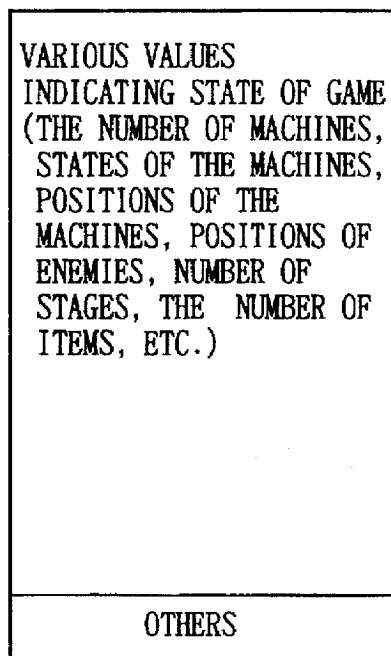 VARIOUS VALUES
INDICATING STATE OF GAME
(THE NUMBER OF MACHINES,
STATES OF THE MACHINES,
POSITIONS OF THE
MACHINES, POSITIONS OF
ENEMIES, NUMBER OF
STAGES, THE NUMBER OF
ITEMS, ETC.)
OTHERS